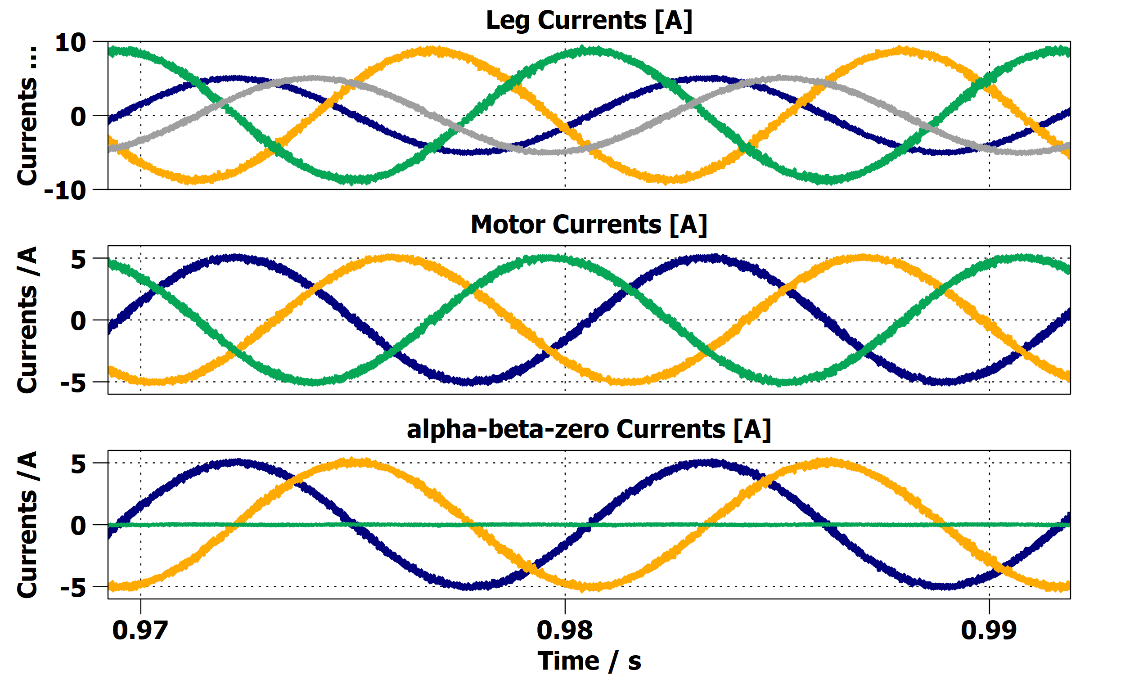 Leg Currents [A]
Currents ...
10
0
-10
Motor Currents [A]
Currents /A
5
0
-5
alpha-beta-zero Currents [A]
Currents /A
5
0
-5
0.97 0.98 0.99
Time / s